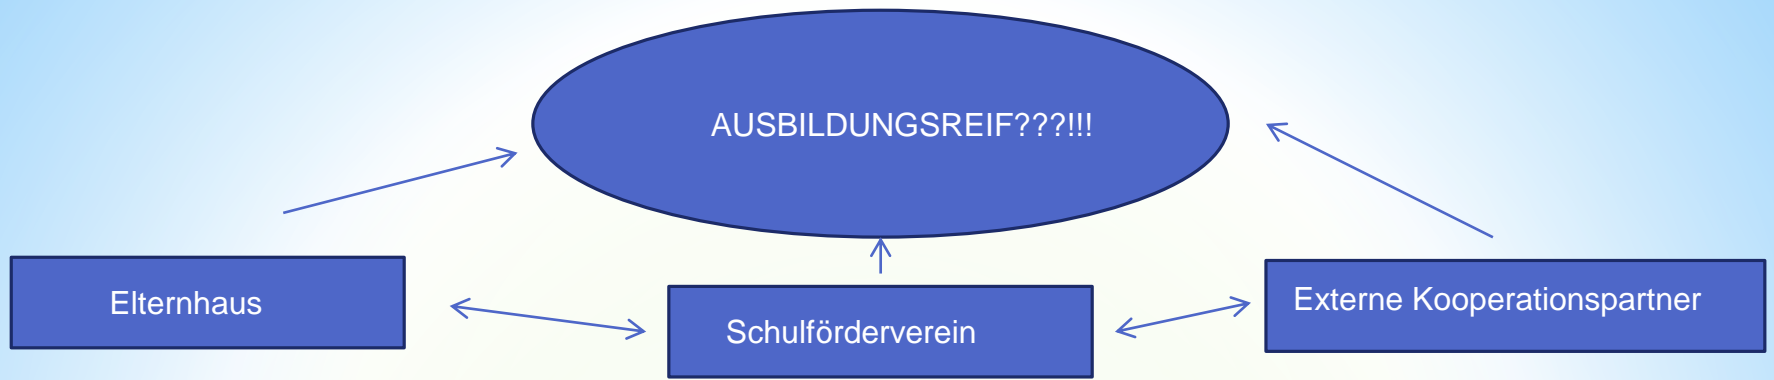 AUSBILDUNGSREIF???!!!
Elternhaus
Schulförderverein
Externe Kooperationspartner